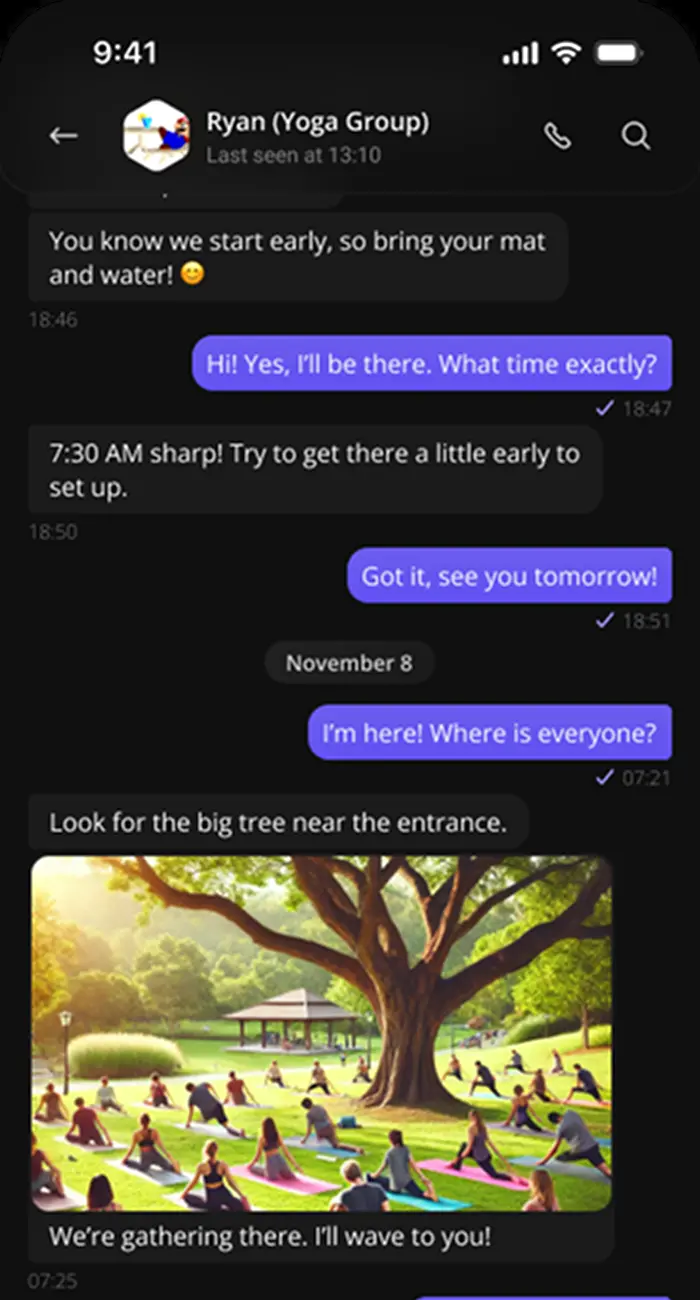 9:41
Ryan (Yoga Group)
Last seen at 13:10
You know we start early, so bring your mat
and water! 😊
18:46
Hi! Yes, I'll be there. What time exactly?
18:47
7:30 AM sharp! Try to get there a little early to
set up.
18:50
Got it, see you tomorrow!
18:51
November 8
I'm here! Where is everyone?
07:21
Look for the big tree near the entrance.
We're gathering there. I'll wave to you!
07:25